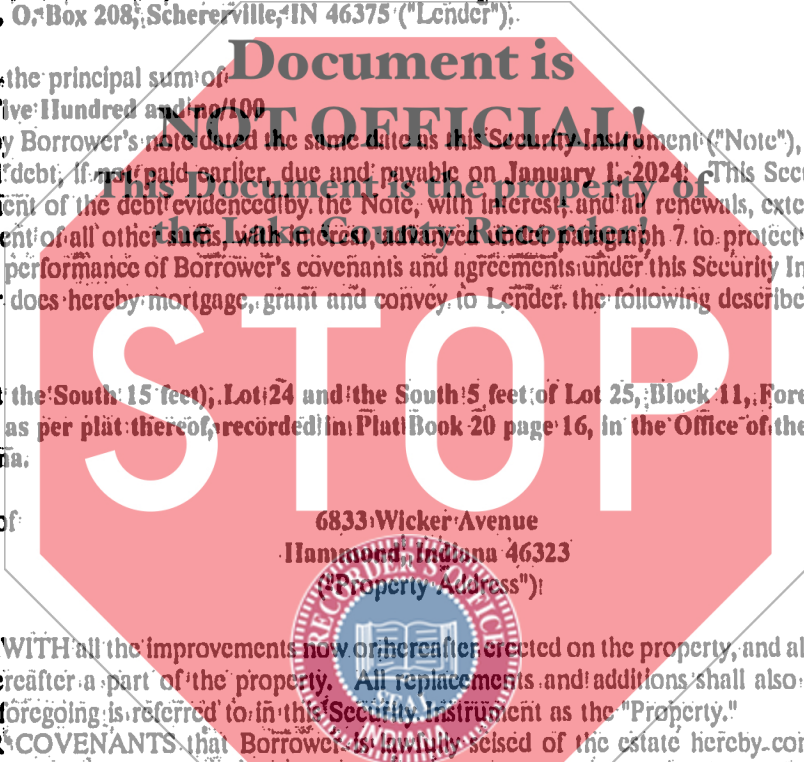 O. Box 208, Schererville, IN 46375 ("Lender").
Document is
the principal sum of
ive Hundred and no/100
NOT OFFICIAL!
y Borrower's note dated the same date as this Security Instrument ("Note"),
debt, if not paid earlier, due and payable on January 1, 2024. This Secu
This Document is the property of
ent of the debt evidenced by the Note, with interest, and all renewals, exte
the Lake County Recorder!
ent of all other sums, with interest, advanced under paragraph 7 to protect
performance of Borrower's covenants and agreements under this Security In
does hereby mortgage, grant and convey to Lender the following describe
STOP
the South 15 feet), Lot 24 and the South 5 feet of Lot 25, Block 11, Fore
as per plat thereof, recorded in Plat Book 20 page 16, in the Office of the
na.
of
6833 Wicker Avenue
Hammond, Indiana 46323
("Property Address");
RECORDER'S OFFICE
WITH all the improvements now or hereafter erected on the property, and al
ereafter a part of the property. All replacements and additions shall also
foregoing is referred to in this Security Instrument as the "Property."
SEAL
INDIANA
COVENANTS that Borrower is lawfully seised of the estate hereby con